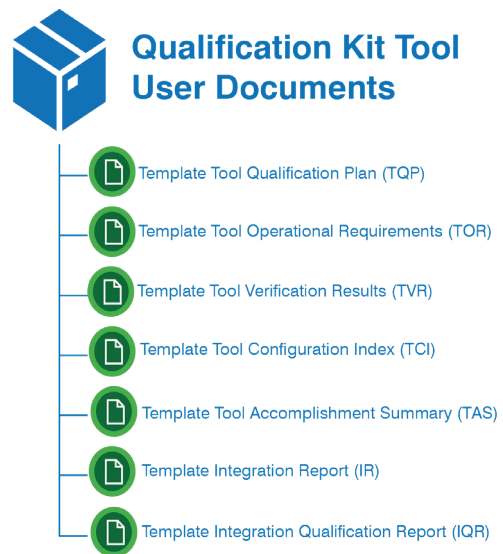 Qualification Kit Tool
User Documents
Template Tool Qualification Plan (TQP)
Template Tool Operational Requirements (TOR)
Template Tool Verification Results (TVR)
Template Tool Configuration Index (TCI)
Template Tool Accomplishment Summary (TAS)
Template Integration Report (IR)
Template Integration Qualification Report (IQR)